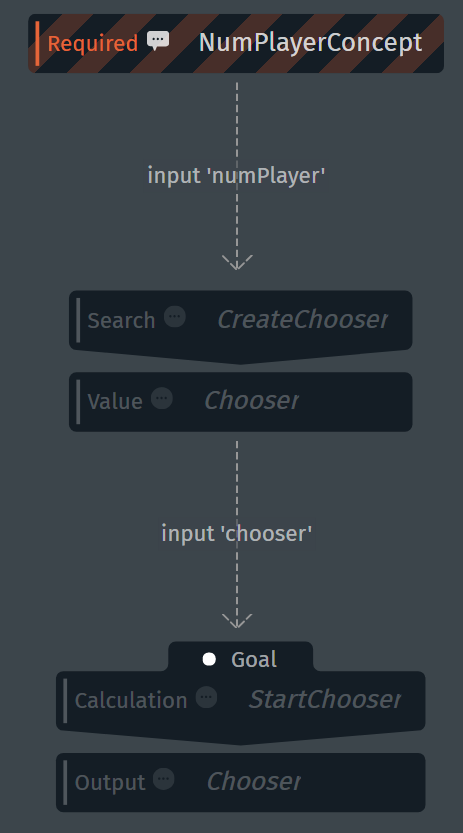 Required NumPlayerConcept
input 'numPlayer'
Search CreateChooser
Value Chooser
input 'chooser'
Goal
Calculation StartChooser
Output Chooser